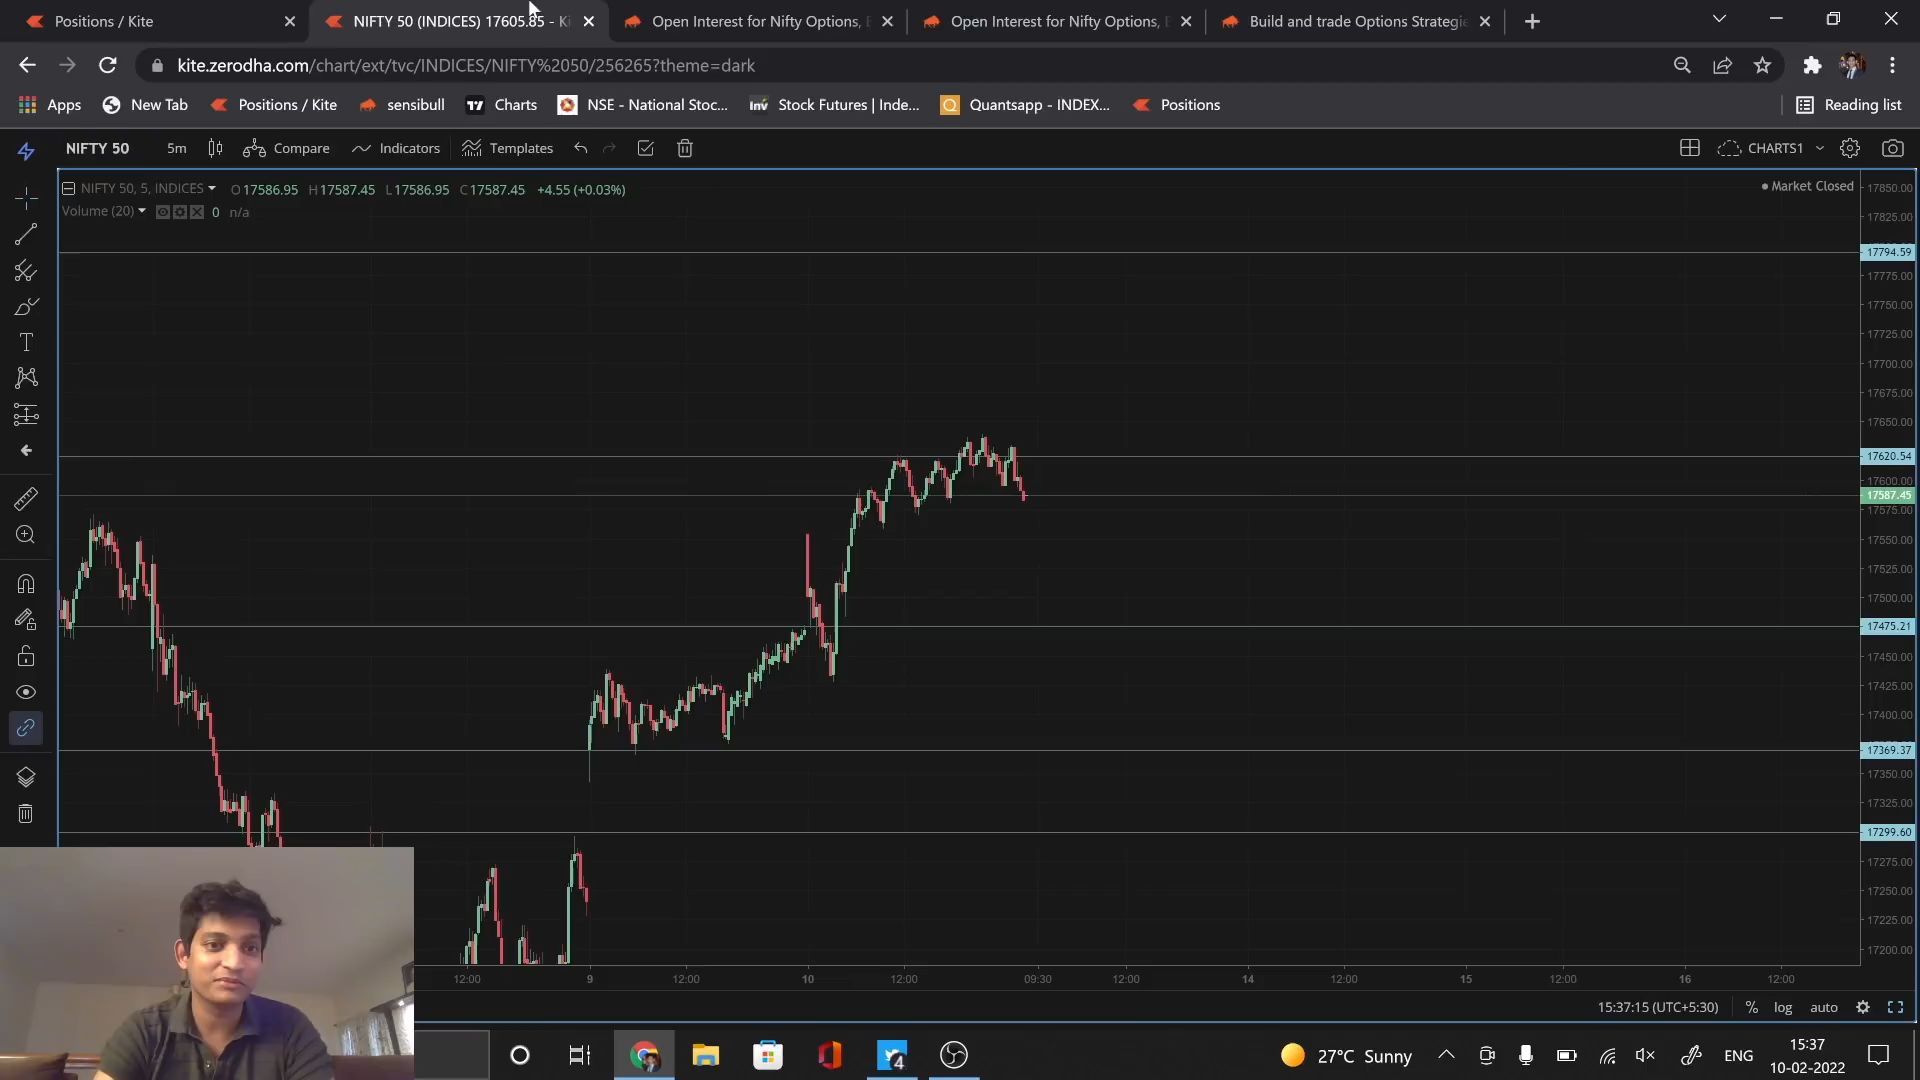 Positions / Kite
NIFTY 50 (INDICES) 17605.85 - Ki
Open Interest for Nifty Options,
Open Interest for Nifty Options,
Build and trade Options Strategie
kite.zerodha.com/chart/ext/tvc/INDICES/NIFTY%2050/256265?theme=dark
Apps
New Tab
Positions / Kite
sensibull
Charts
NSE - National Stoc...
Inv
Stock Futures | Inde...
Quantsapp - INDEX...
Positions
Reading list
NIFTY 50
5m
Compare
Indicators
Templates
CHARTS1
NIFTY 50, 5, INDICES
O17586.95 H17587.45 L17586.95 C17587.45 +4.55 (+0.03%)
Market Closed
Volume (20)
0 n/a
17850.00
17825.00
17794.59
17775.00
17750.00
17725.00
17700.00
17675.00
17650.00
17620.54
17600.00
17587.45
17575.00
17550.00
17525.00
17500.00
17475.21
17450.00
17425.00
17400.00
17369.37
17350.00
17325.00
17299.60
17275.00
17250.00
17225.00
17200.00
12:00
9
12:00
10
12:00
09:30
12:00
14
12:00
15
12:00
16
12:00
15:37:15 (UTC+5:30)
%
log
auto
4
27°C Sunny
ENG
15:37
10-02-2022